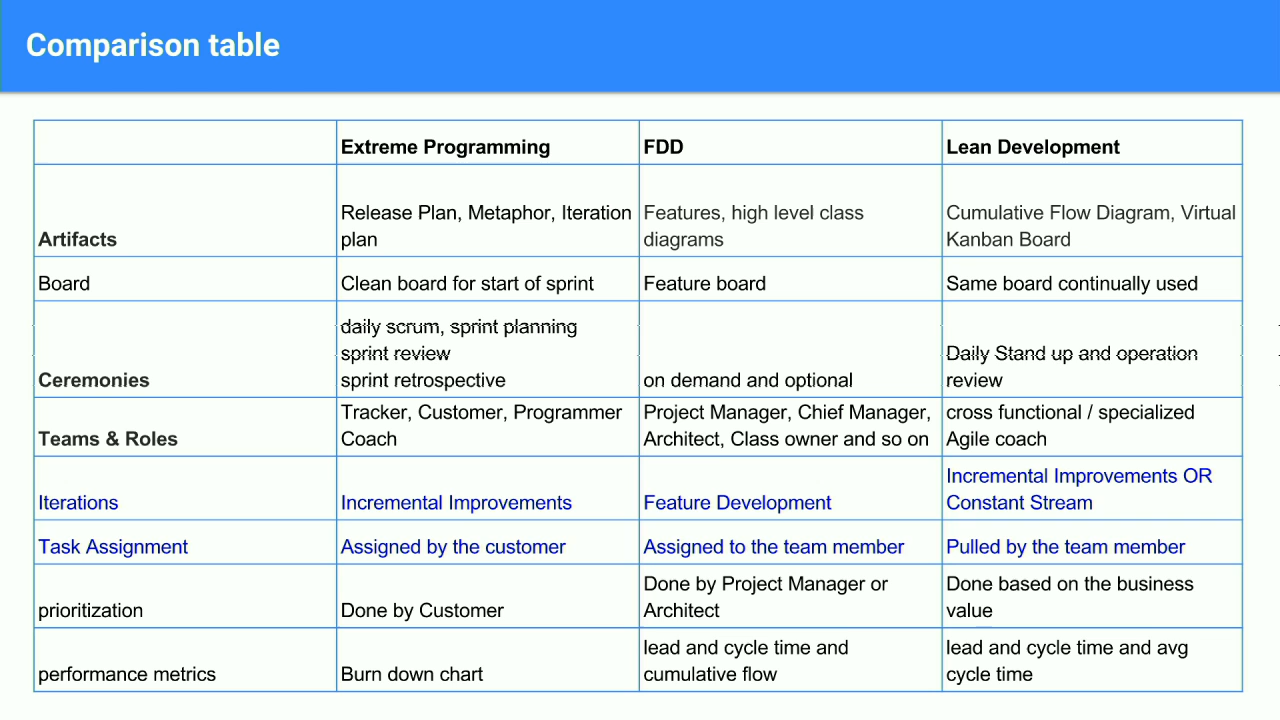 Comparison table
Extreme Programming FDD Lean Development
Artifacts
Release Plan, Metaphor, Iteration
plan
Features, high level class
diagrams
Cumulative Flow Diagram, Virtual
Kanban Board
Board
Clean board for start of sprint
Feature board
Same board continually used
Ceremonies
daily scrum, sprint planning
sprint review
sprint retrospective
on demand and optional
Daily Stand up and operation
review
Teams & Roles
Tracker, Customer, Programmer
Coach
Project Manager, Chief Manager,
Architect, Class owner and so on
cross functional / specialized
Agile coach
Iterations
Incremental Improvements
Feature Development
Incremental Improvements OR
Constant Stream
Task Assignment
Assigned by the customer
Assigned to the team member
Pulled by the team member
prioritization
Done by Customer
Done by Project Manager or
Architect
Done based on the business
value
performance metrics
Burn down chart
lead and cycle time and
cumulative flow
lead and cycle time and avg
cycle time